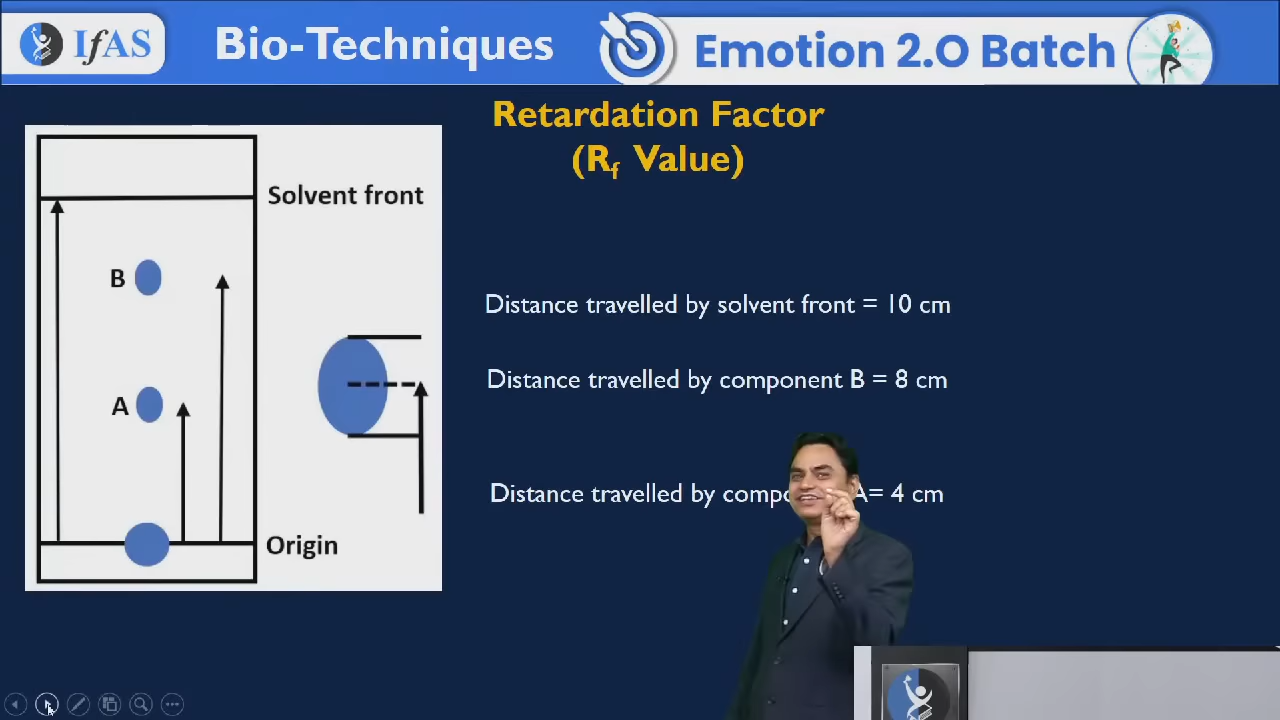 IfAS
Bio-Techniques
Emotion 2.O Batch
Retardation Factor
(Rf Value)
Solvent front
B
A
Origin
Distance travelled by solvent front = 10 cm
Distance travelled by component B = 8 cm
Distance travelled by A= 4 cm